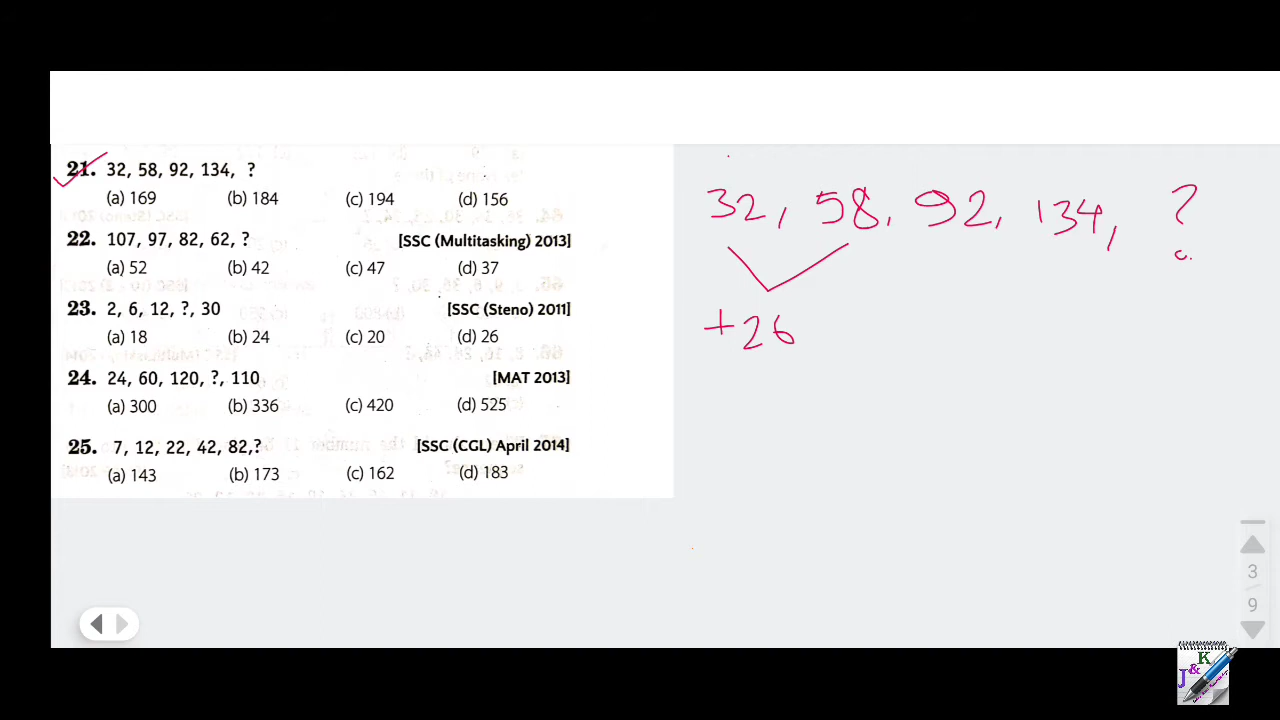 21. 32, 58, 92, 134, ?
(a) 169 (b) 184 (c) 194 (d) 156
22. 107, 97, 82, 62, ? [SSC (Multitasking) 2013]
(a) 52 (b) 42 (c) 47 (d) 37
23. 2, 6, 12, ?, 30 [SSC (Steno) 2011]
(a) 18 (b) 24 (c) 20 (d) 26
24. 24, 60, 120, ?, 110 [MAT 2013]
(a) 300 (b) 336 (c) 420 (d) 525
25. 7, 12, 22, 42, 82,? [SSC (CGL) April 2014]
(a) 143 (b) 173 (c) 162 (d) 183
32, 58, 92, 134, ?
+26
3
9
J & K